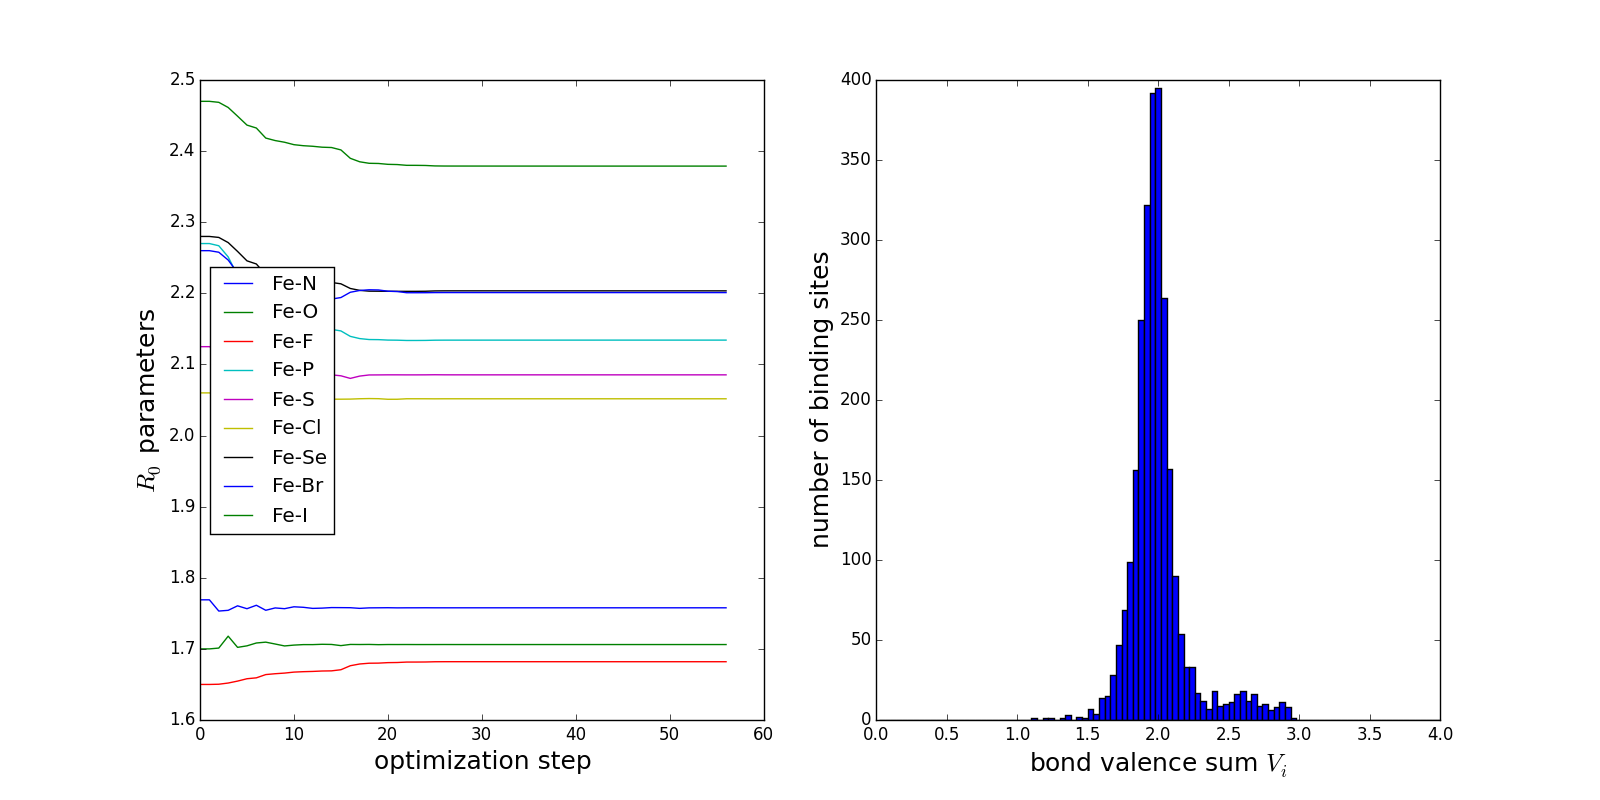 2.5
2.4
2.3
2.2
2.1
2.0
1.9
1.8
1.7
1.6
R0 parameters
Fe-N
Fe-O
Fe-F
Fe-P
Fe-S
Fe-Cl
Fe-Se
Fe-Br
Fe-I
0 10 20 30 40 50 60
optimization step
400
350
300
250
200
150
100
50
0
number of binding sites
0.0 0.5 1.0 1.5 2.0 2.5 3.0 3.5 4.0
bond valence sum Vi